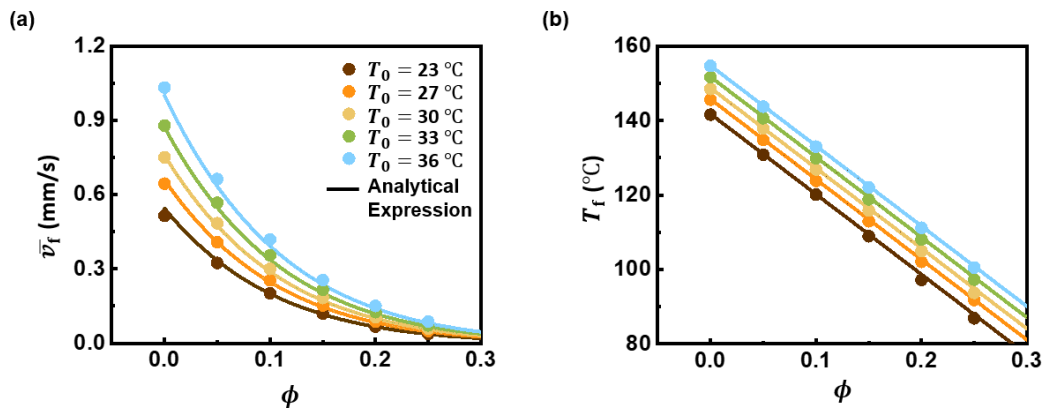 (a)
1.2
0.9
0.6
0.3
0.0
v̅f (mm/s)
0.0 0.1 0.2 0.3
ϕ
T0 = 23 °C
T0 = 27 °C
T0 = 30 °C
T0 = 33 °C
T0 = 36 °C
Analytical
Expression
(b)
160
140
120
100
80
Tf (°C)
0.0 0.1 0.2 0.3
ϕ